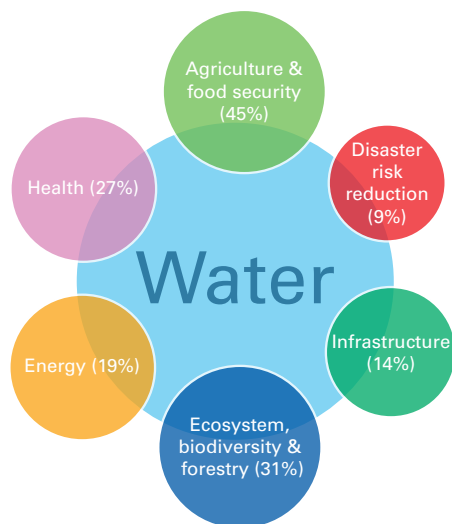 Agriculture &
food security
(45%)
Disaster
risk
reduction
(9%)
Health (27%)
Water
Infrastructure
(14%)
Energy (19%)
Ecosystem,
biodiversity &
forestry (31%)